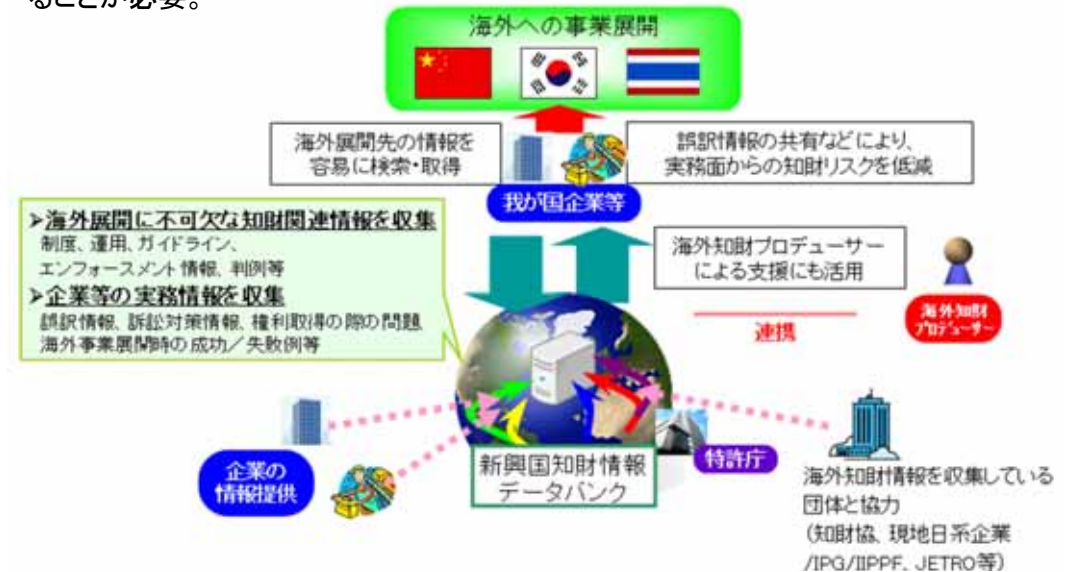 ることが必要。
海外への事業展開
海外展開先の情報を
容易に検索・取得
誤訳情報の共有などにより、
実務面からの知財リスクを低減
我が国企業等
➢海外展開に不可欠な知財関連情報を収集
制度、運用、ガイドライン、
エンフォースメント情報、判例等
➢企業等の実務情報を収集
誤訳情報、訴訟対策情報、権利取得の際の問題
海外事業展開時の成功／失敗例等
海外知財プロデューサー
による支援にも活用
連携
海外知財
プロデューサー
企業の
情報提供
新興国知財情報
データバンク
特許庁
海外知財情報を収集している
団体と協力
(知財協、現地日系企業
/IPG/IIPPF、JETRO等)